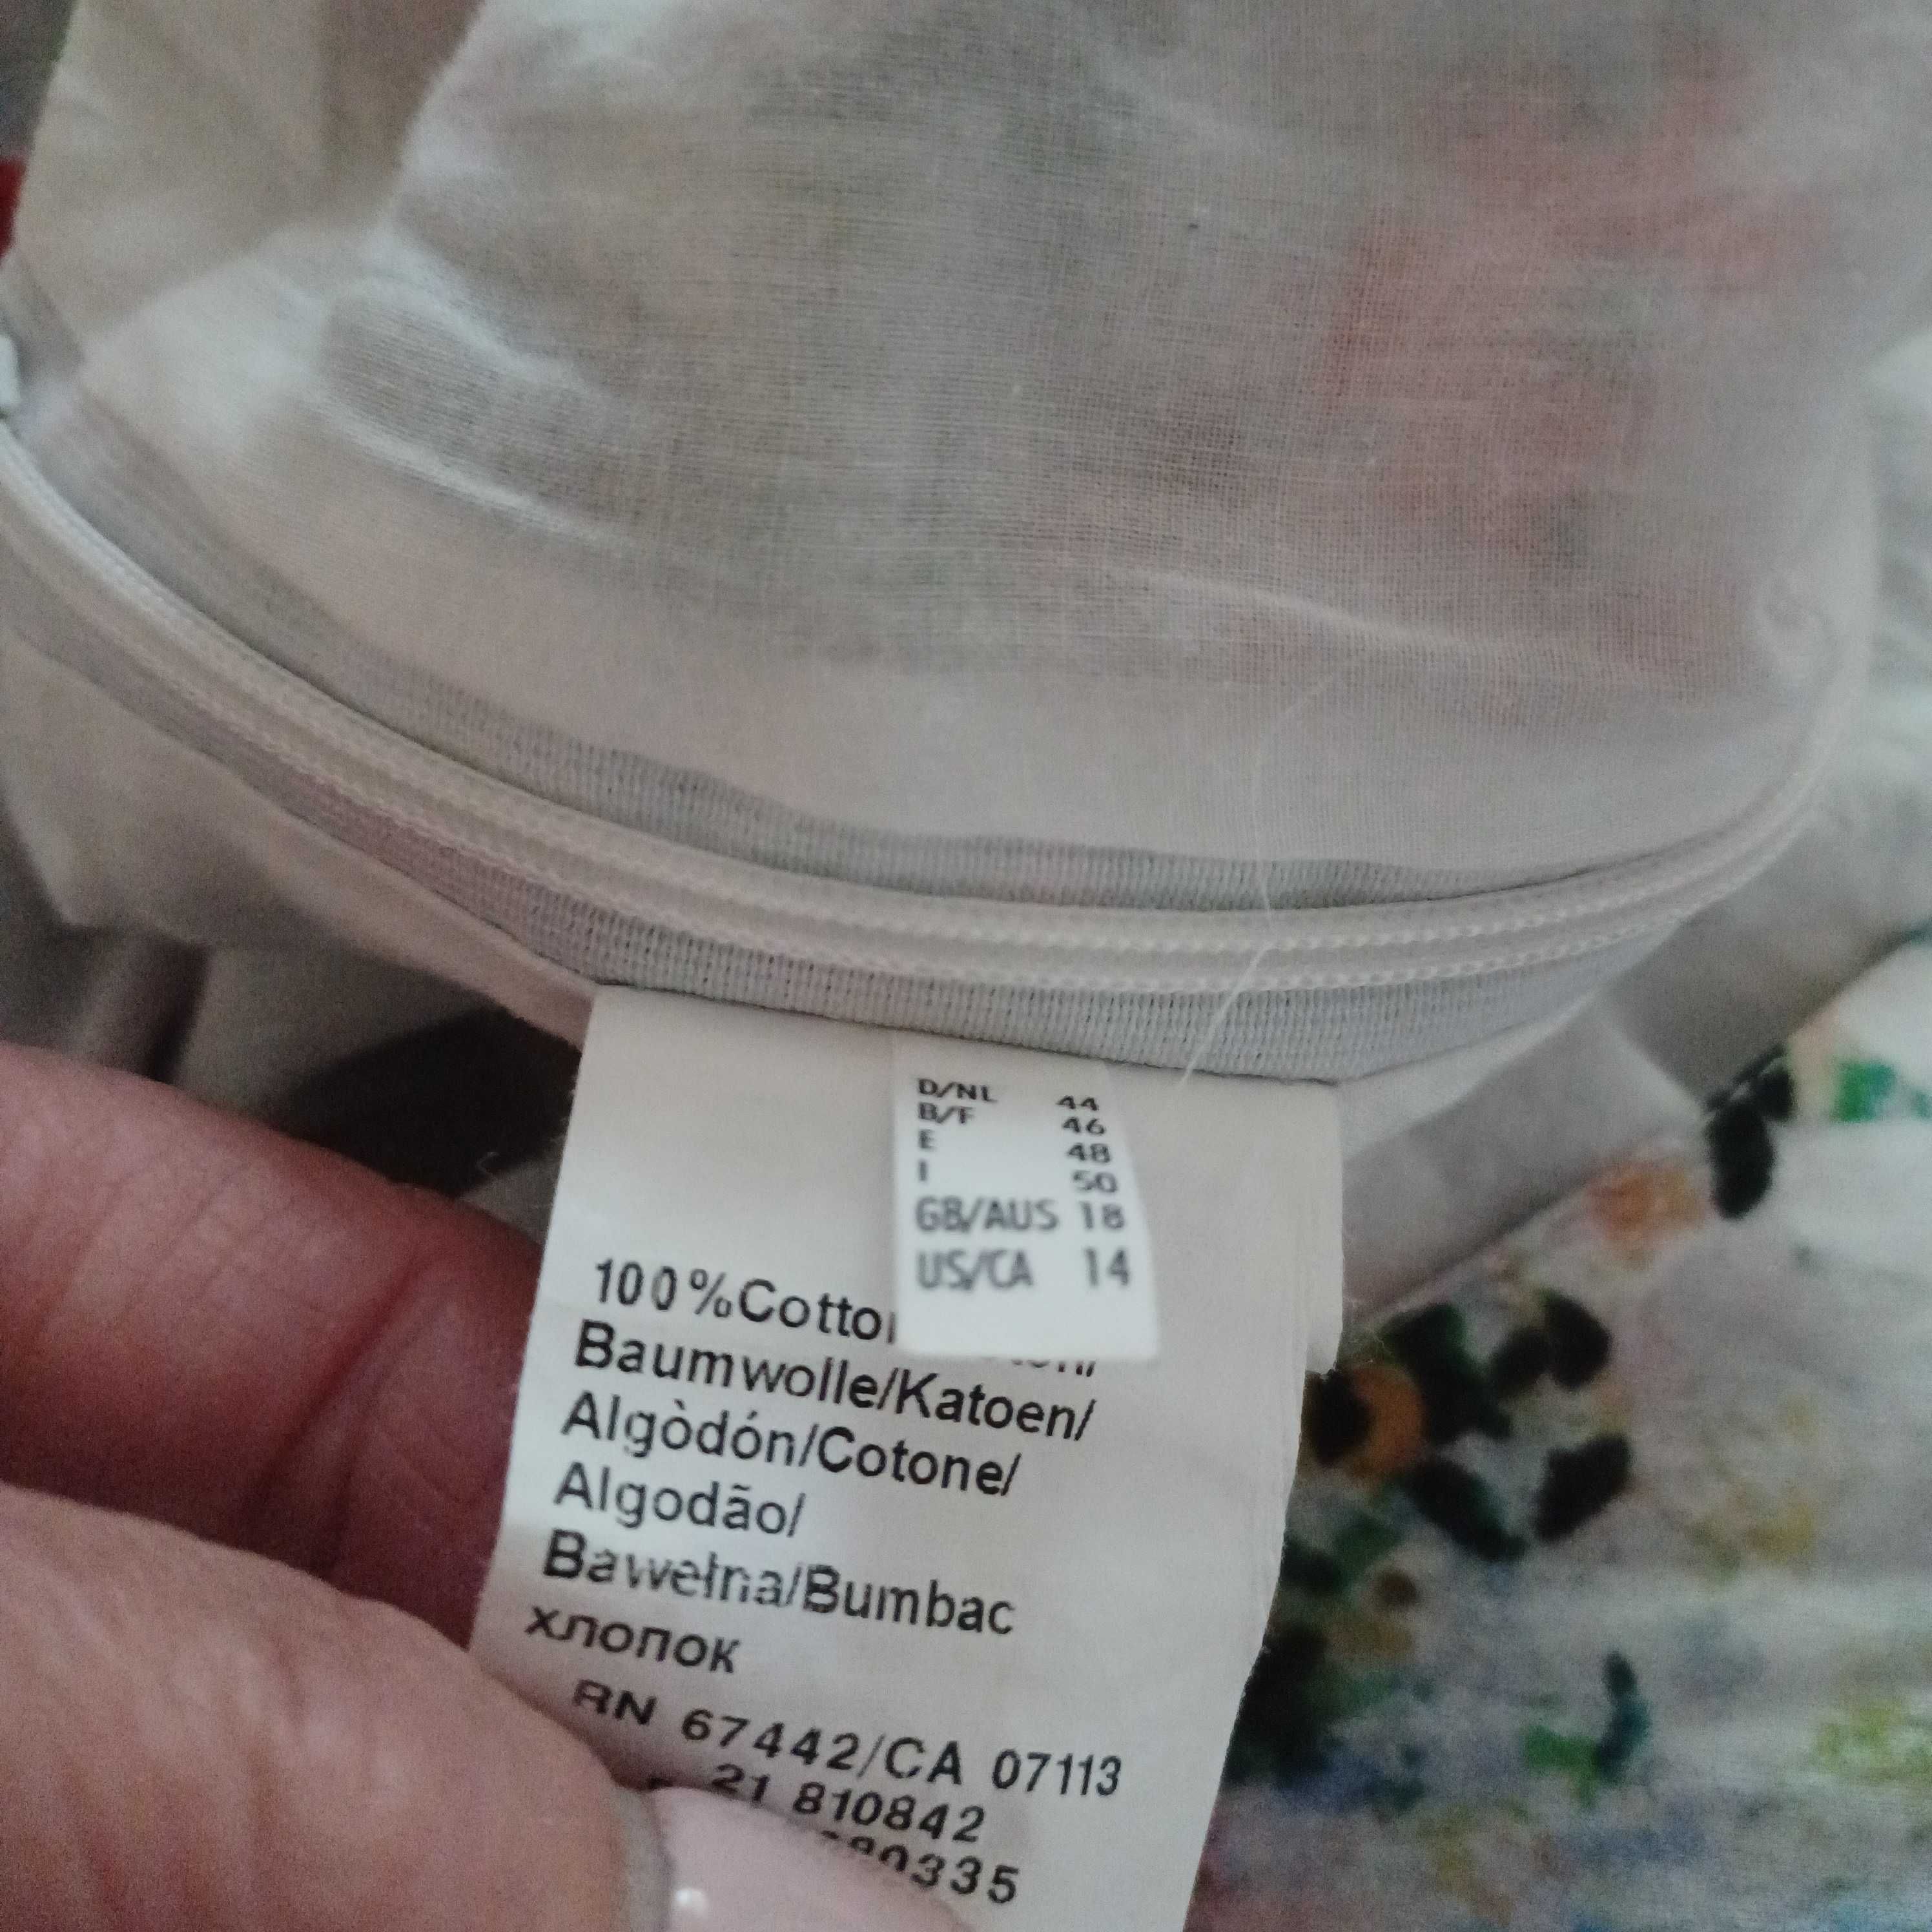 D/NL 44
B/F 46
E 48
I 50
GB/AUS 18
US/CA 14
100%Cotto
Baumwolle/Katoen/
Algòdón/Cotone/
Algodão/
Bawełna/Bumbac
хлопок
RN 67442/CA 07113
21 810842
0335